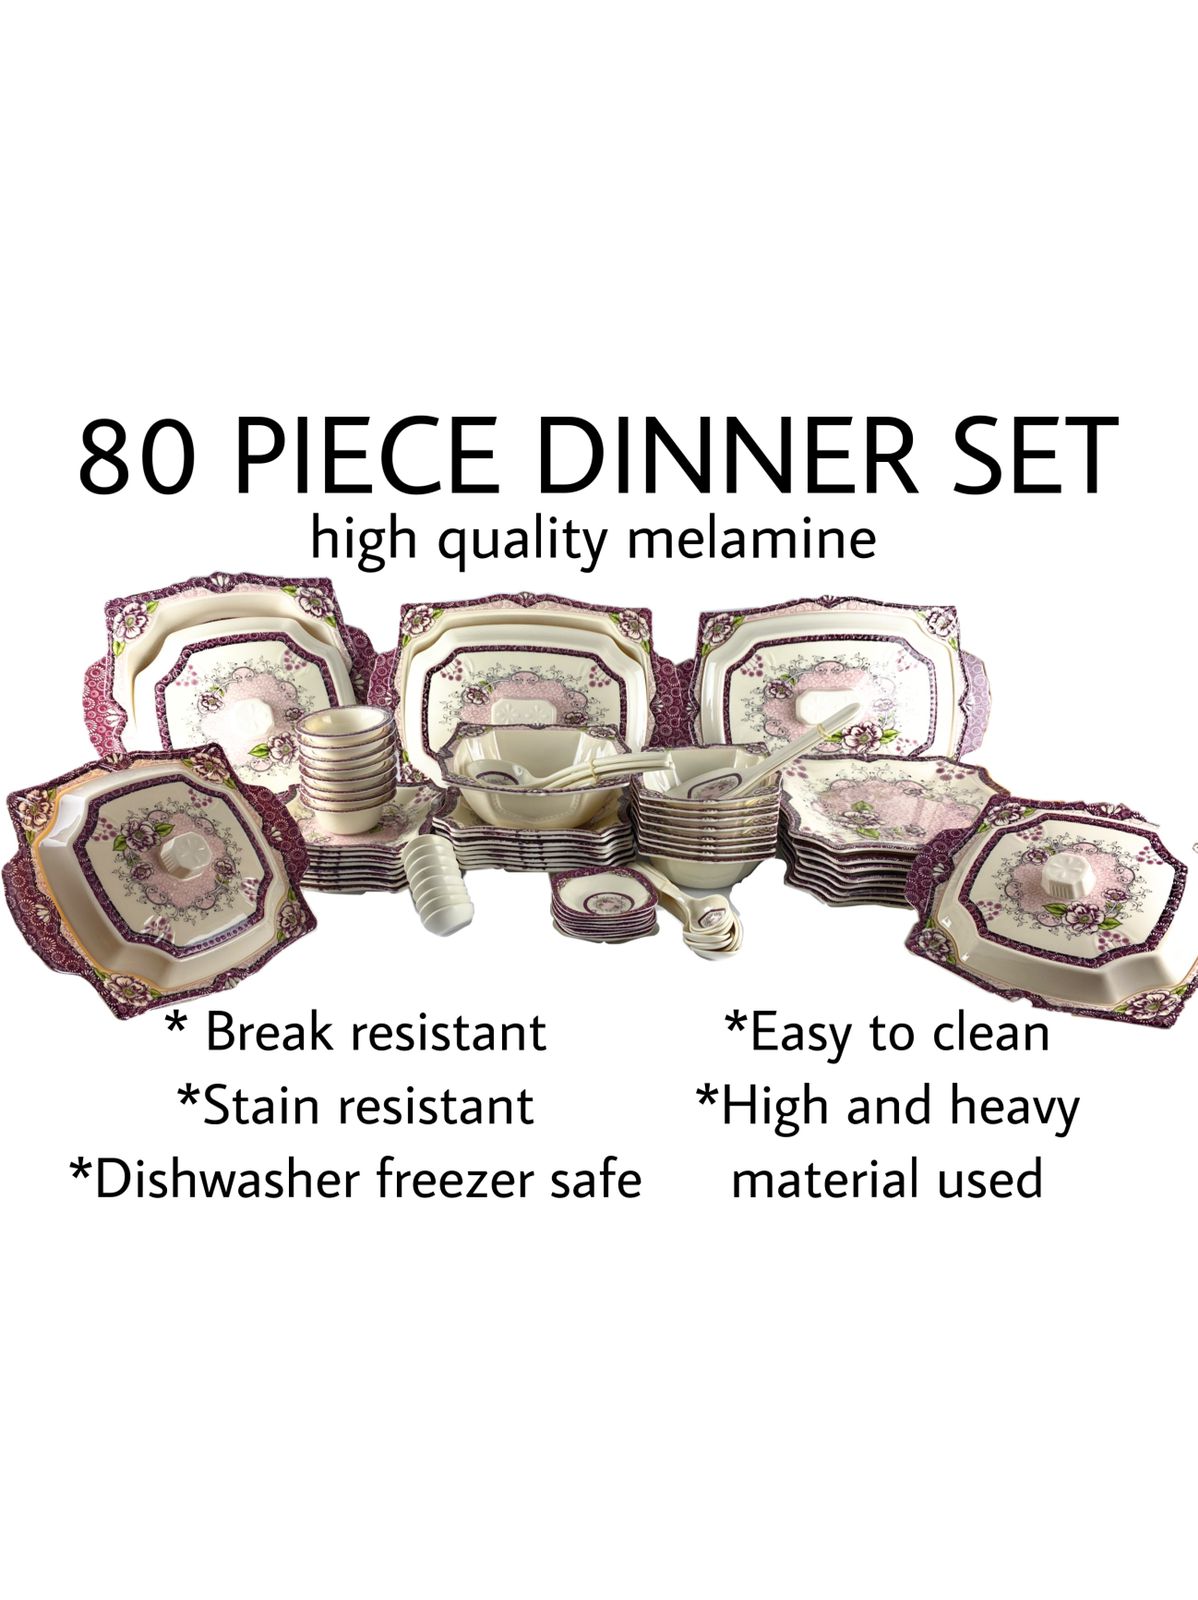 80 PIECE DINNER SET
high quality melamine
* Break resistant
*Stain resistant
*Dishwasher freezer safe
*Easy to clean
*High and heavy
material used